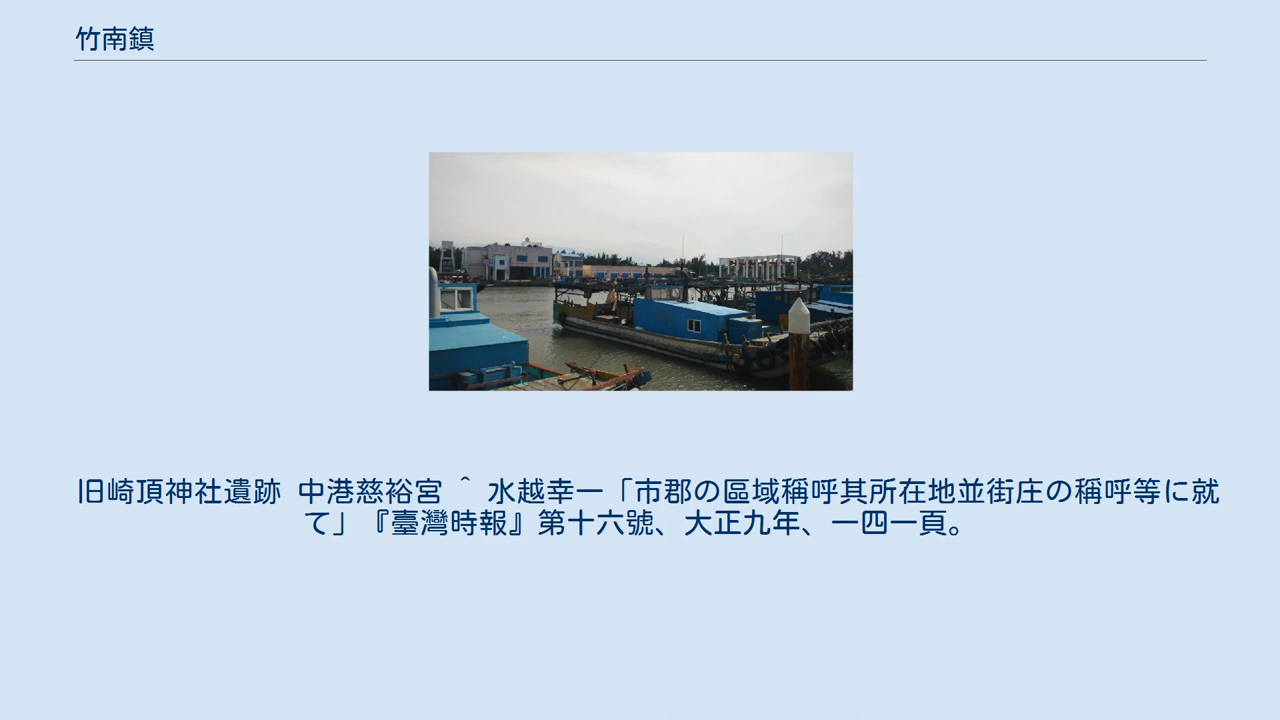 竹南鎮
旧崎頂神社遺跡 中港慈裕宮 ^ 水越幸一「市郡の區域稱呼其所在地並街庄の稱呼等に就
て」『臺灣時報』第十六號、大正九年、一四一頁。